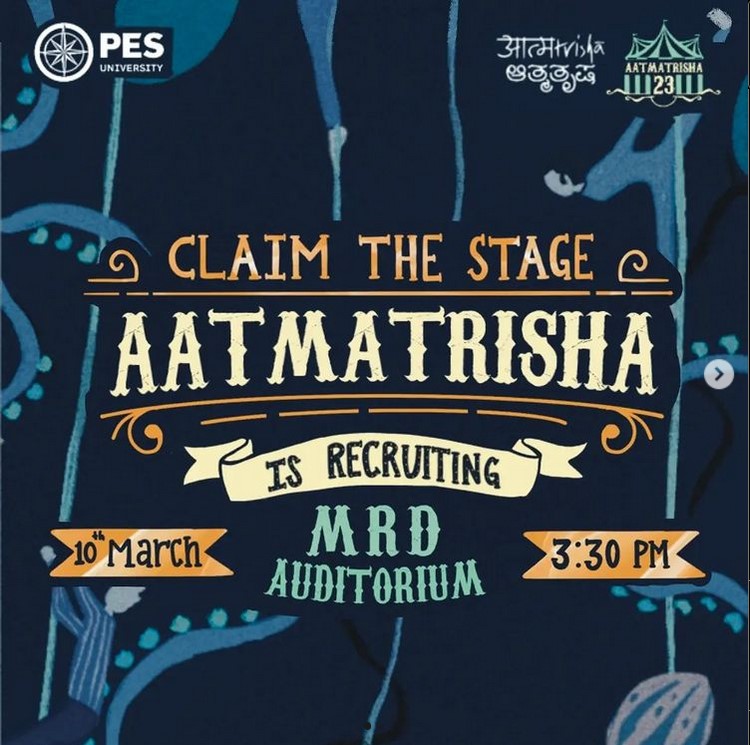 PES
UNIVERSITY
आत्मtrisha
ಆತ್ಮತೃಷ
AATMATRISHA
23
CLAIM THE STAGE
AATMATRISHA
IS RECRUITING
MRD
AUDITORIUM
10th March
3:30 PM